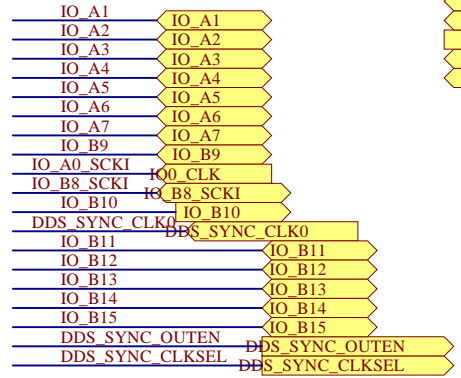 IO_A1 IO_A1
IO_A2 IO_A2
IO_A3 IO_A3
IO_A4 IO_A4
IO_A5 IO_A5
IO_A6 IO_A6
IO_A7 IO_A7
IO_B9 IO_B9
IO_A0_SCKI IO0_CLK
IO_B8_SCKI IO_B8_SCKI
IO_B10 IO_B10
DDS_SYNC_CLK0 DDS_SYNC_CLK0
IO_B11 IO_B11
IO_B12 IO_B12
IO_B13 IO_B13
IO_B14 IO_B14
IO_B15 IO_B15
DDS_SYNC_OUTEN DDS_SYNC_OUTEN
DDS_SYNC_CLKSEL DDS_SYNC_CLKSEL